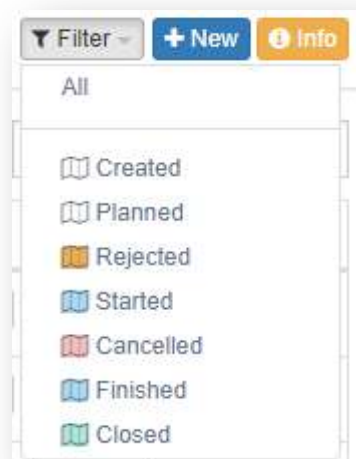 Filter + New Info
All
Created
Planned
Rejected
Started
Cancelled
Finished
Closed